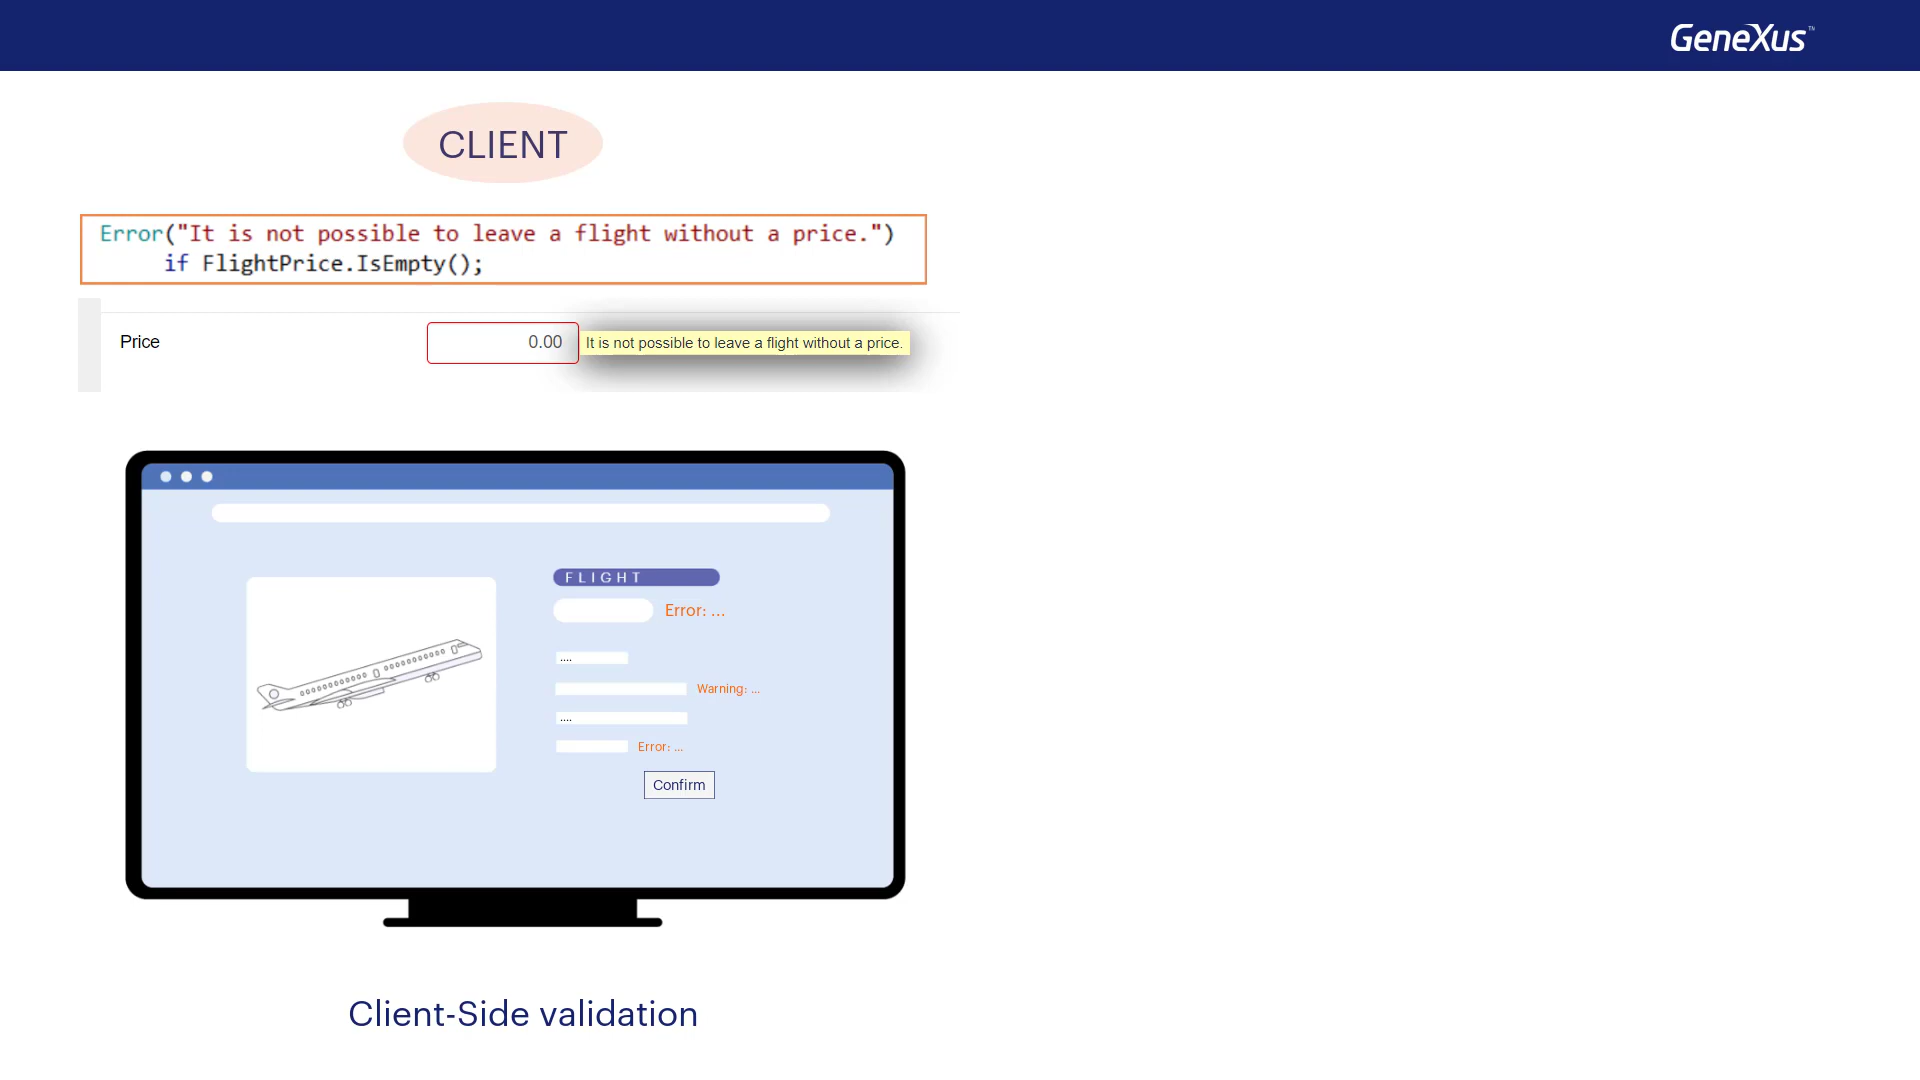 GeneXus™
CLIENT
Error("It is not possible to leave a flight without a price.")
if FlightPrice.IsEmpty();
Price
0.00
It is not possible to leave a flight without a price.
FLIGHT
Error: ...
....
Warning: ...
....
Error: ...
Confirm
Client-Side validation